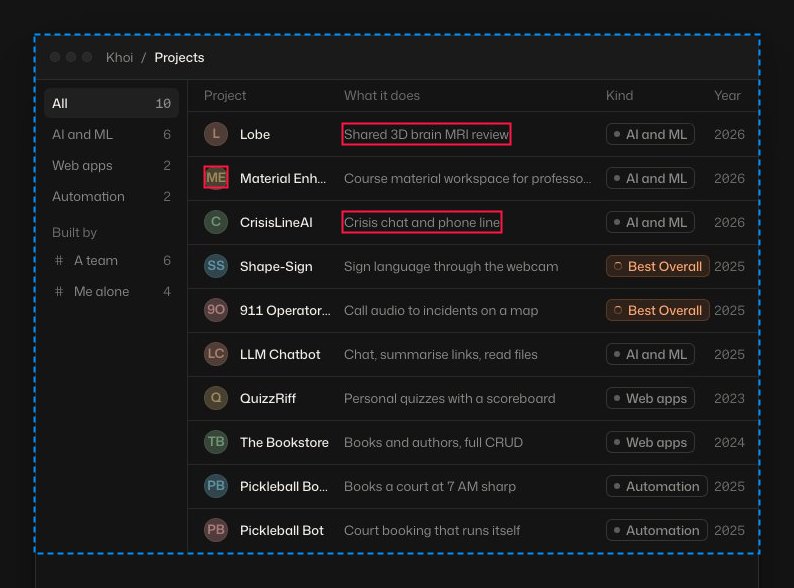 Khoi / Projects
All 10
AI and ML 6
Web apps 2
Automation 2
Built by
# A team 6
# Me alone 4
Project What it does Kind Year
L Lobe Shared 3D brain MRI review AI and ML 2026
ME Material Enh... Course material workspace for professo... AI and ML 2026
C CrisisLineAI Crisis chat and phone line AI and ML 2026
SS Shape-Sign Sign language through the webcam Best Overall 2025
9O 911 Operator... Call audio to incidents on a map Best Overall 2025
LC LLM Chatbot Chat, summarise links, read files AI and ML 2025
Q QuizzRiff Personal quizzes with a scoreboard Web apps 2023
TB The Bookstore Books and authors, full CRUD Web apps 2024
PB Pickleball Bo... Books a court at 7 AM sharp Automation 2025
PB Pickleball Bot Court booking that runs itself Automation 2025